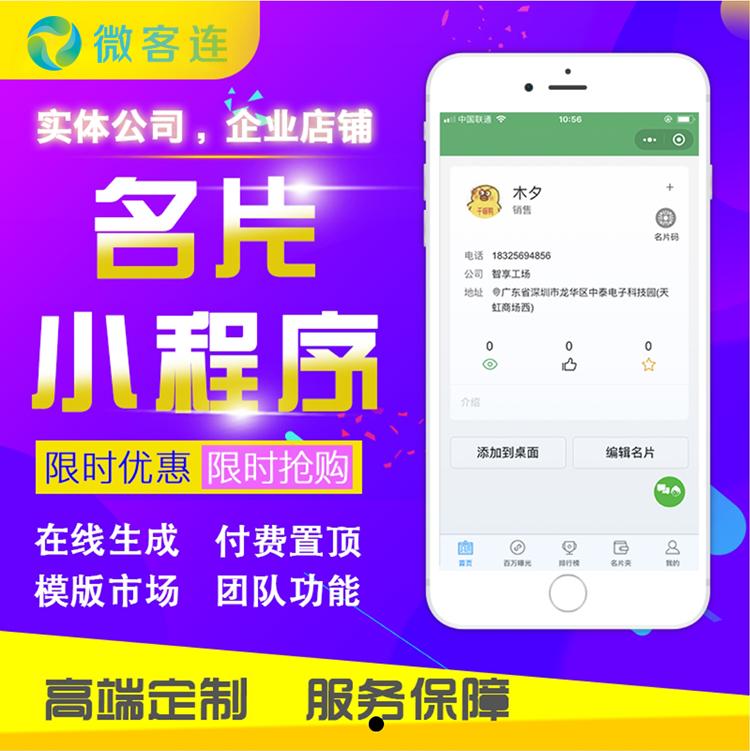 微客连
实体公司，企业店铺
名片
小程序
限时优惠 限时抢购
在线生成 付费置顶
模版市场 团队功能
高端定制 服务保障
中国联通 10:56
木夕
销售
名片码
电话 18325694856
公司 智享工场
地址 广东省深圳市龙华区中泰电子科技园(天
虹商场西)
0 0 0
介绍
添加到桌面 编辑名片
首页 百万曝光 排行榜 名片夹 我的